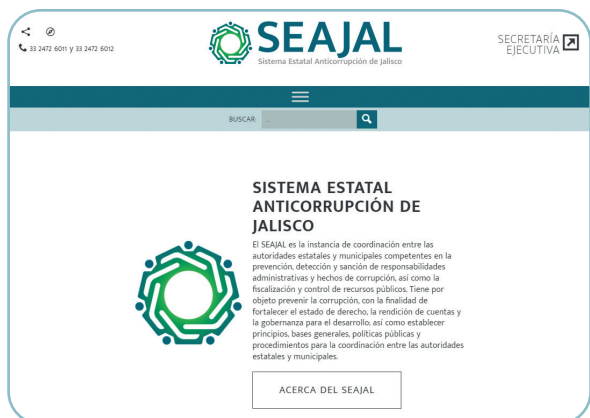 33 2472 6011 y 33 2472 6012
SEAJAL
Sistema Estatal Anticorrupción de Jalisco
SECRETARÍA
EJECUTIVA
BUSCAR: ...
SISTEMA ESTATAL
ANTICORRUPCIÓN DE
JALISCO
El SEAJAL es la instancia de coordinación entre las
autoridades estatales y municipales competentes en la
prevención, detección y sanción de responsabilidades
administrativas y hechos de corrupción, así como la
fiscalización y control de recursos públicos. Tiene por
objeto prevenir la corrupción, con la finalidad de
fortalecer el estado de derecho, la rendición de cuentas y
la gobernanza para el desarrollo, así como establecer
principios, bases generales, políticas públicas y
procedimientos para la coordinación entre las autoridades
estatales y municipales.
ACERCA DEL SEAJAL